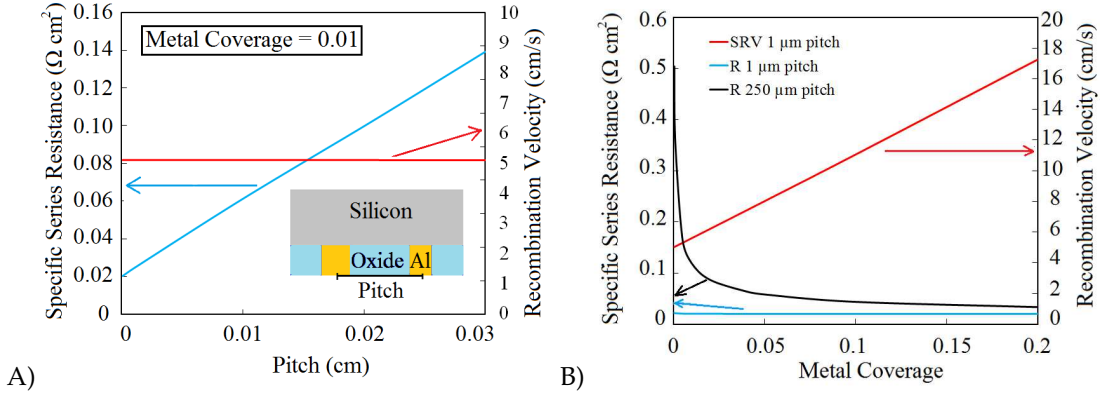 Specific Series Resistance (Ω cm²)
0.16
0.14
0.12
0.10
0.08
0.06
0.04
0.02
0.00
Metal Coverage = 0.01
Silicon
Oxide Al
Pitch
0 0.01 0.02 0.03
Pitch (cm)
10
9
8
7
6
5
4
3
2
1
0
Recombination Velocity (cm/s)
A)
Specific Series Resistance (Ω cm²)
0.6
0.5
0.4
0.3
0.2
0.1
0
SRV 1 µm pitch
R 1 µm pitch
R 250 µm pitch
0 0.05 0.1 0.15 0.2
Metal Coverage
20
18
16
14
12
10
8
6
4
2
0
Recombination Velocity (cm/s)
B)